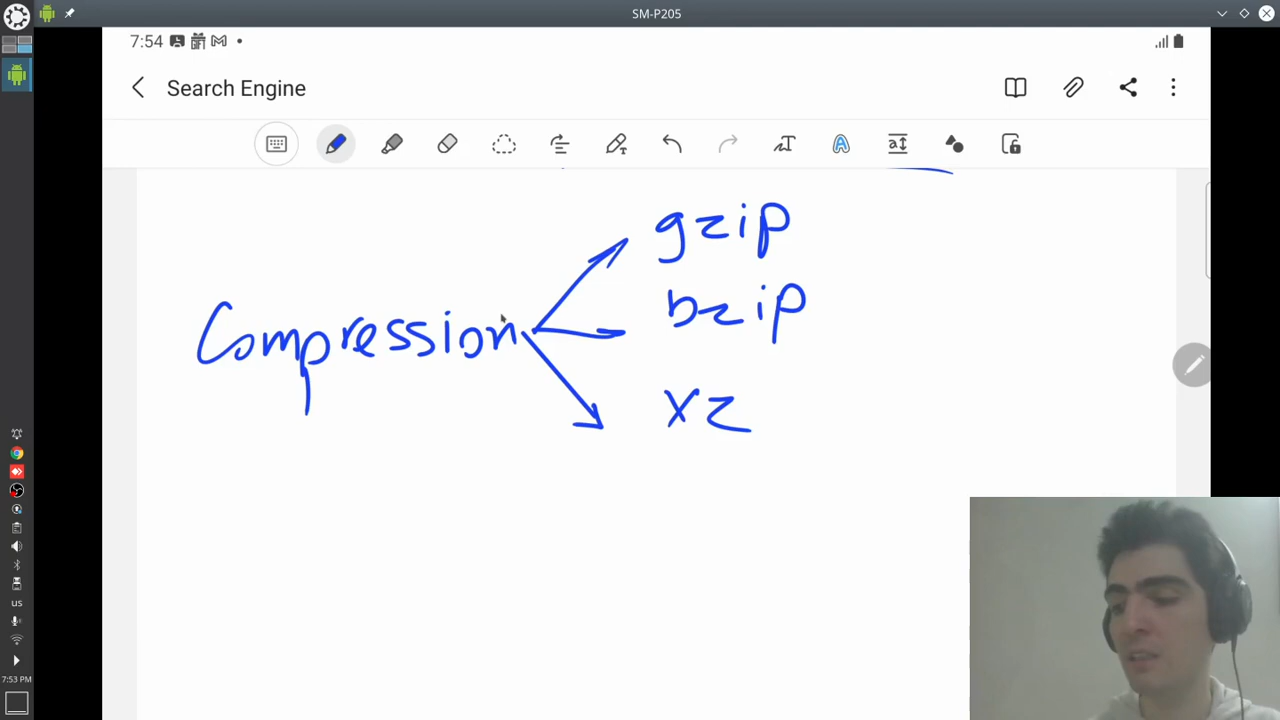 SM-P205
7:54
Search Engine
gzip
bzip
Compression
xz
us
7:53 PM